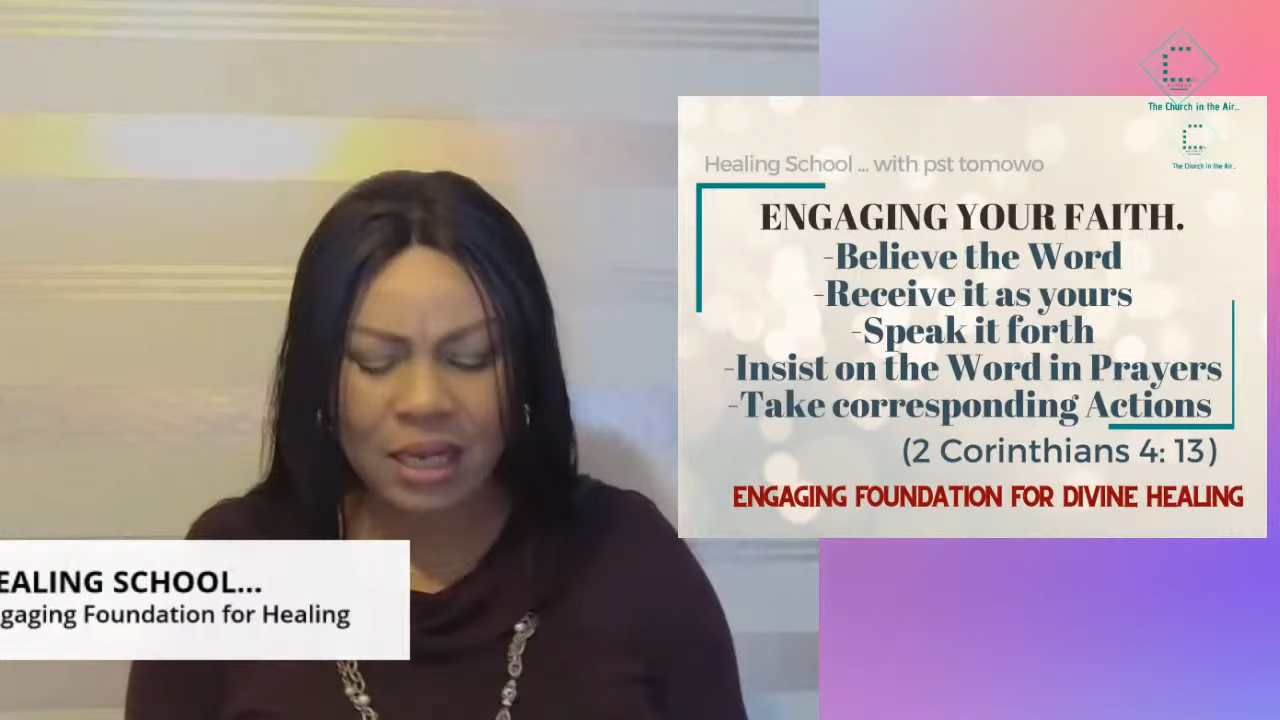 The Church in the Air..
The Church in the Air..
Healing School ... with pst tomowo
ENGAGING YOUR FAITH.
-Believe the Word
-Receive it as yours
-Speak it forth
-Insist on the Word in Prayers
-Take corresponding Actions
(2 Corinthians 4: 13)
ENGAGING FOUNDATION FOR DIVINE HEALING
EALING SCHOOL...
gaging Foundation for Healing